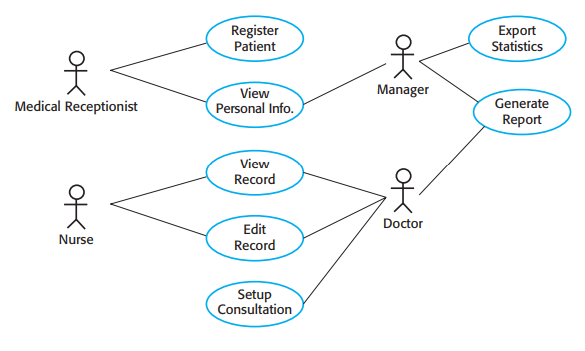 Register
Patient
Export
Statistics
Medical Receptionist
View
Personal Info.
Manager
Generate
Report
View
Record
Nurse
Edit
Record
Doctor
Setup
Consultation